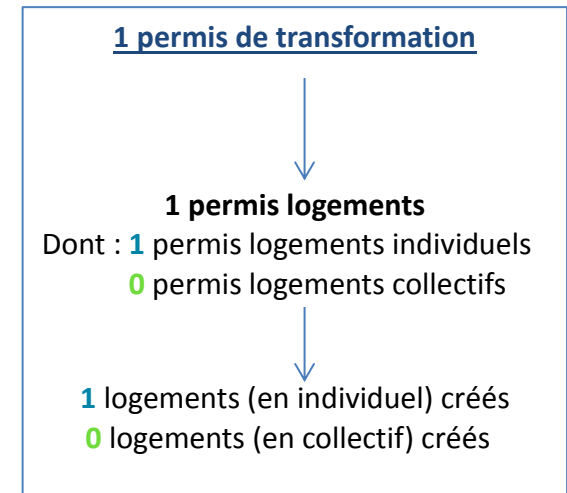 1 permis de transformation
1 permis logements
Dont : 1 permis logements individuels
0 permis logements collectifs
1 logements (en individuel) créés
0 logements (en collectif) créés